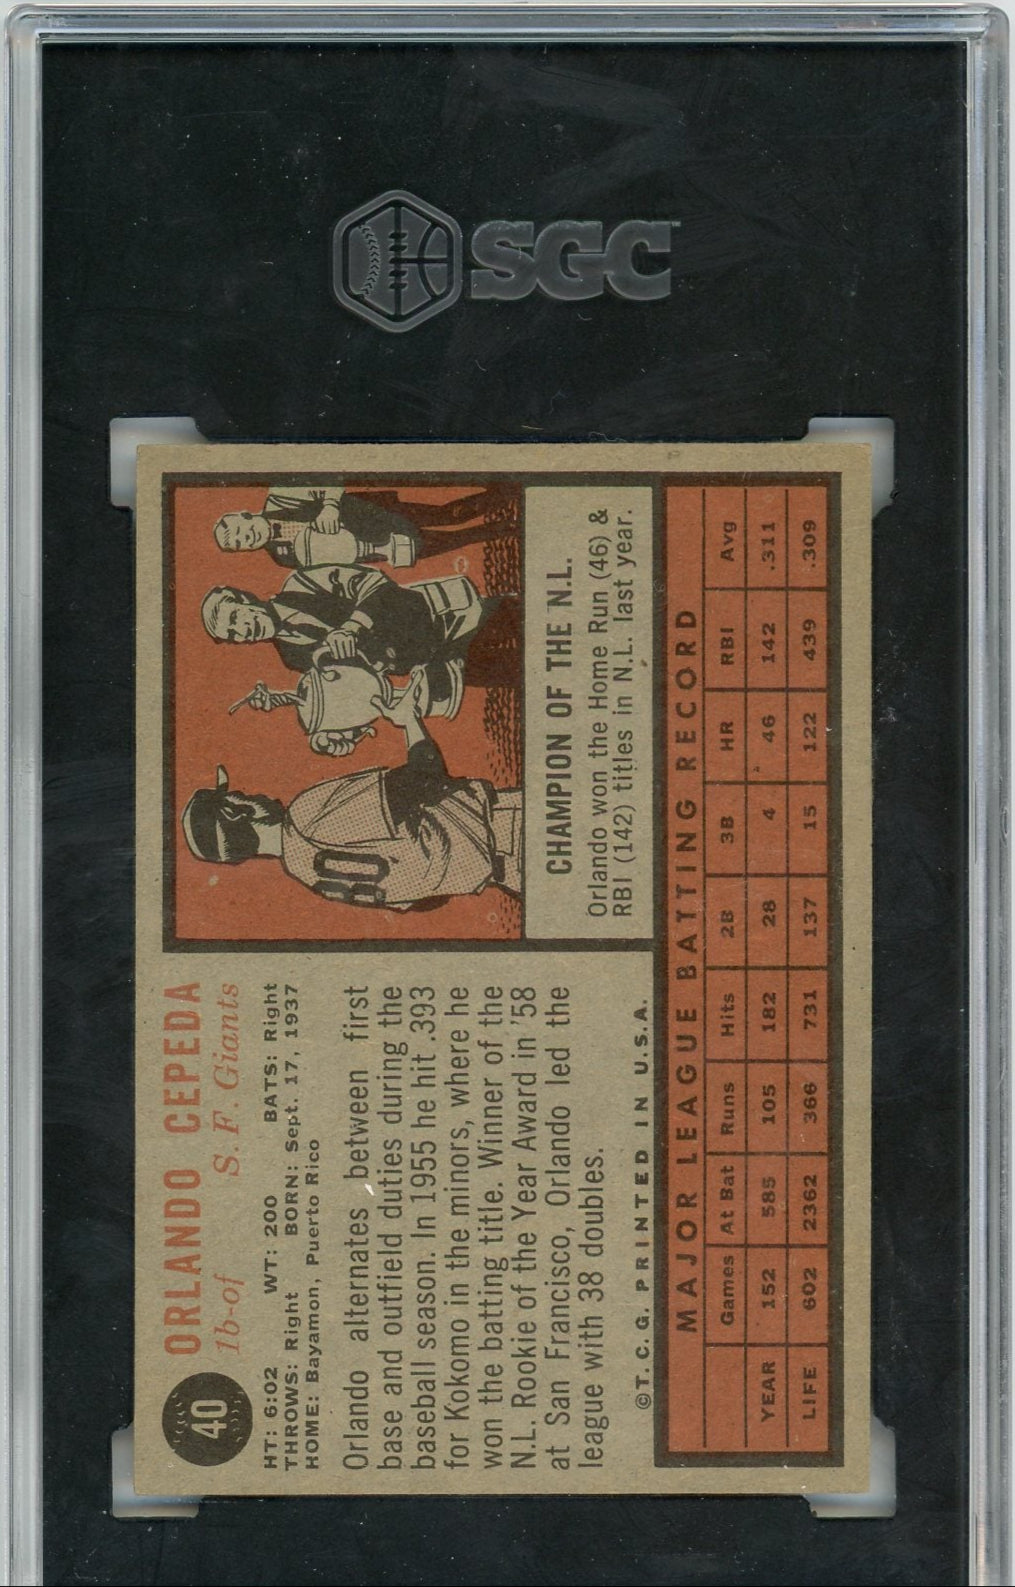 SGC™
40
ORLANDO CEPEDA
1b-of S. F. Giants
HT: 6:02 WT: 200 BATS: Right
THROWS: Right BORN: Sept. 17, 1937
HOME: Bayamon, Puerto Rico
Orlando alternates between first
base and outfield duties during the
baseball season. In 1955 he hit .393
for Kokomo in the minors, where he
won the batting title. Winner of the
N.L. Rookie of the Year Award in '58
at San Francisco, Orlando led the
league with 38 doubles.
©T. C. G. PRINTED IN U.S.A.
30
CHAMPION OF THE N.L.
Orlando won the Home Run (46) &
RBI (142) titles in N.L. last year.
MAJOR LEAGUE BATTING RECORD
Games At Bat Runs Hits 2B 3B HR RBI Avg
YEAR 152 585 105 182 28 4 46 142 .311
LIFE 602 2362 366 731 137 15 122 439 .309